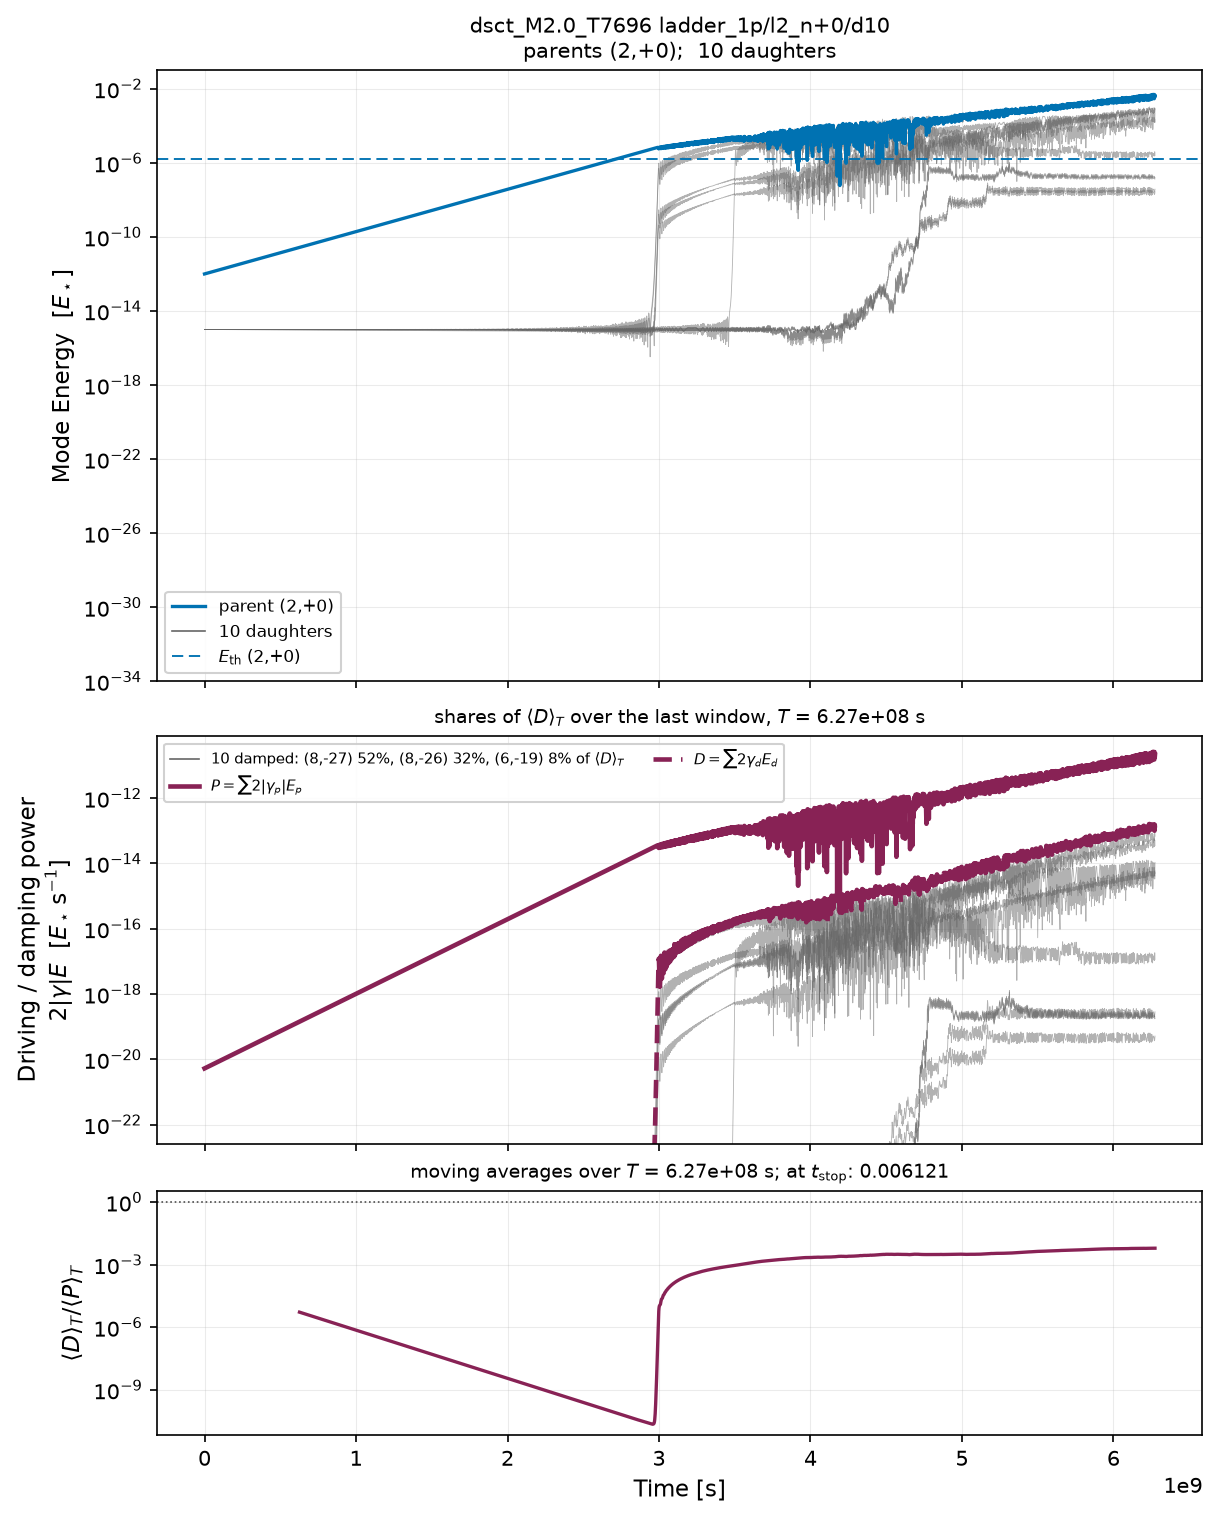 dsct_M2.0_T7696 ladder_1p/l2_n+0/d10
parents (2,+0);  10 daughters
Mode Energy [E⋆]
10⁻²
10⁻⁶
10⁻¹⁰
10⁻¹⁴
10⁻¹⁸
10⁻²²
10⁻²⁶
10⁻³⁰
10⁻³⁴
parent (2,+0)
10 daughters
E_th (2,+0)
shares of ⟨D⟩_T over the last window, T = 6.27e+08 s
Driving / damping power
2|γ|E [E⋆ s⁻¹]
10⁻¹²
10⁻¹⁴
10⁻¹⁶
10⁻¹⁸
10⁻²⁰
10⁻²²
10 damped: (8,-27) 52%, (8,-26) 32%, (6,-19) 8% of ⟨D⟩_T
P = ∑2|γ_p|E_p
D = ∑2γ_dE_d
moving averages over T = 6.27e+08 s; at t_stop: 0.006121
⟨D⟩_T/⟨P⟩_T
10⁰
10⁻³
10⁻⁶
10⁻⁹
0 1 2 3 4 5 6
1e9
Time [s]